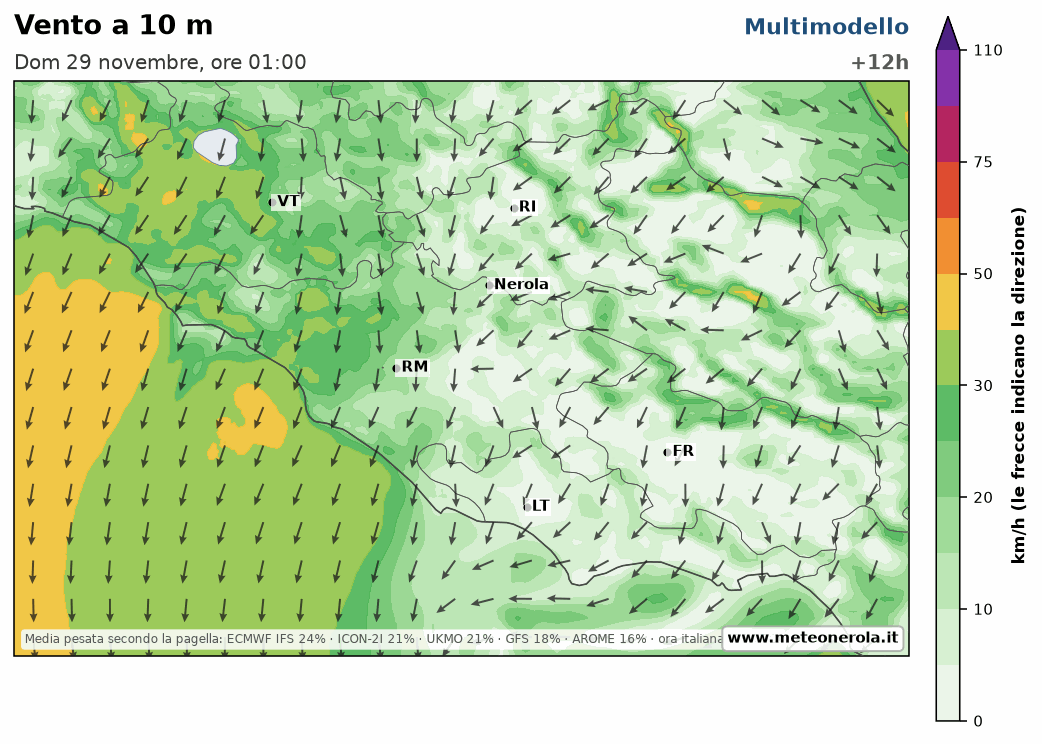 Vento a 10 m
Multimodello
Dom 29 novembre, ore 01:00
+12h
110
75
50
30
20
10
0
km/h (le frecce indicano la direzione)
VT
RI
Nerola
RM
FR
LT
Media pesata secondo la pagella: ECMWF IFS 24% · ICON-2I 21% · UKMO 21% · GFS 18% · AROME 16% · ora italiana
www.meteonerola.it